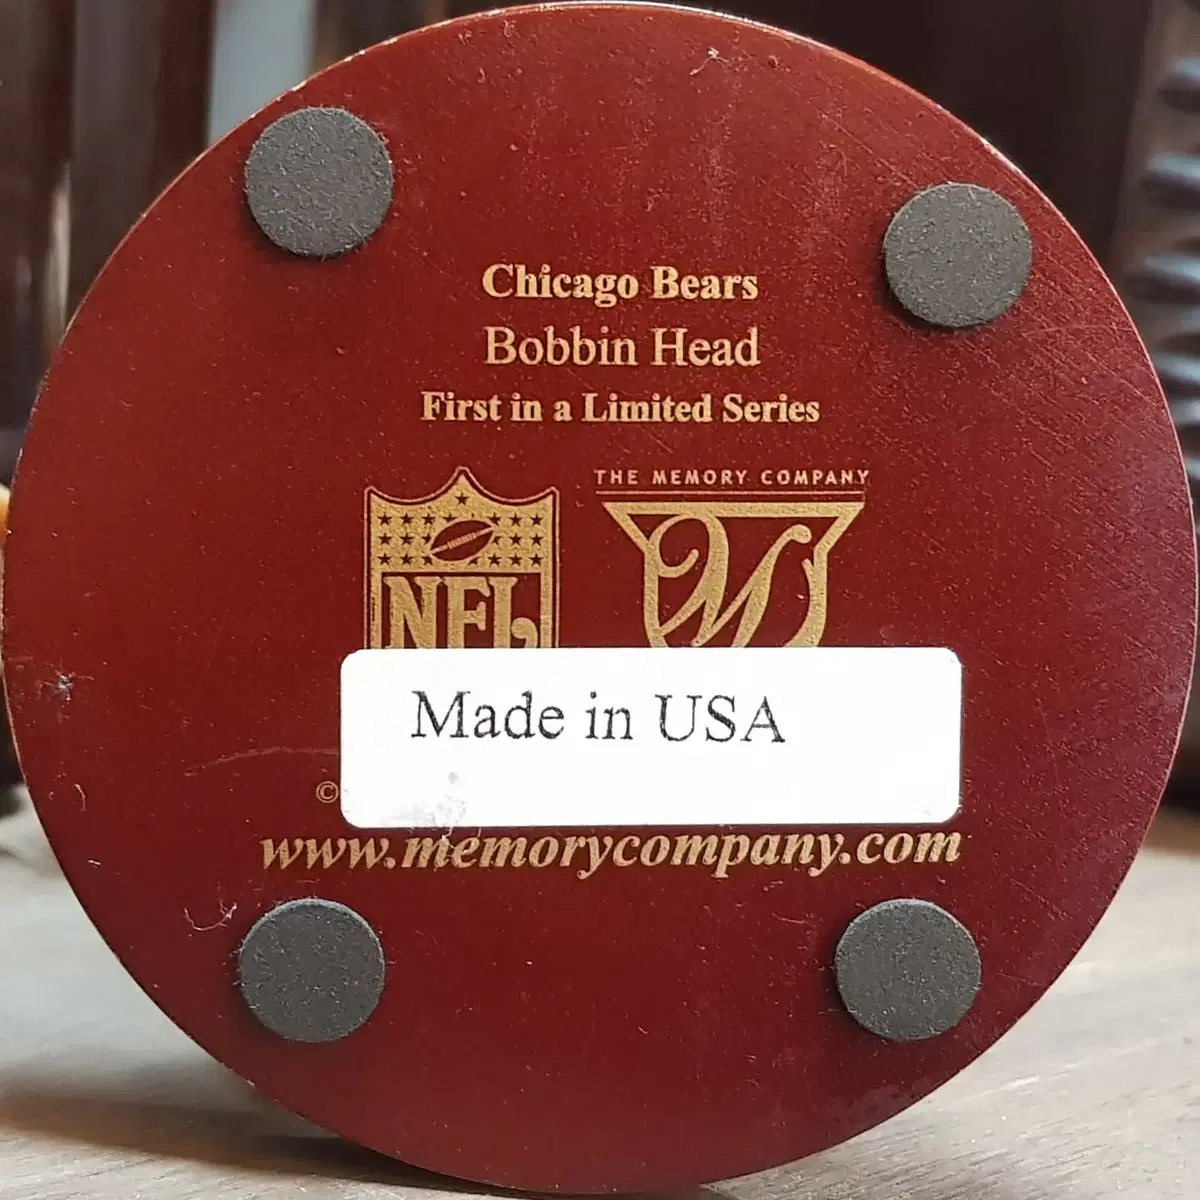 Chicago Bears
Bobbin Head
First in a Limited Series
THE MEMORY COMPANY
NFL
M
Made in USA
©
www.memorycompany.com